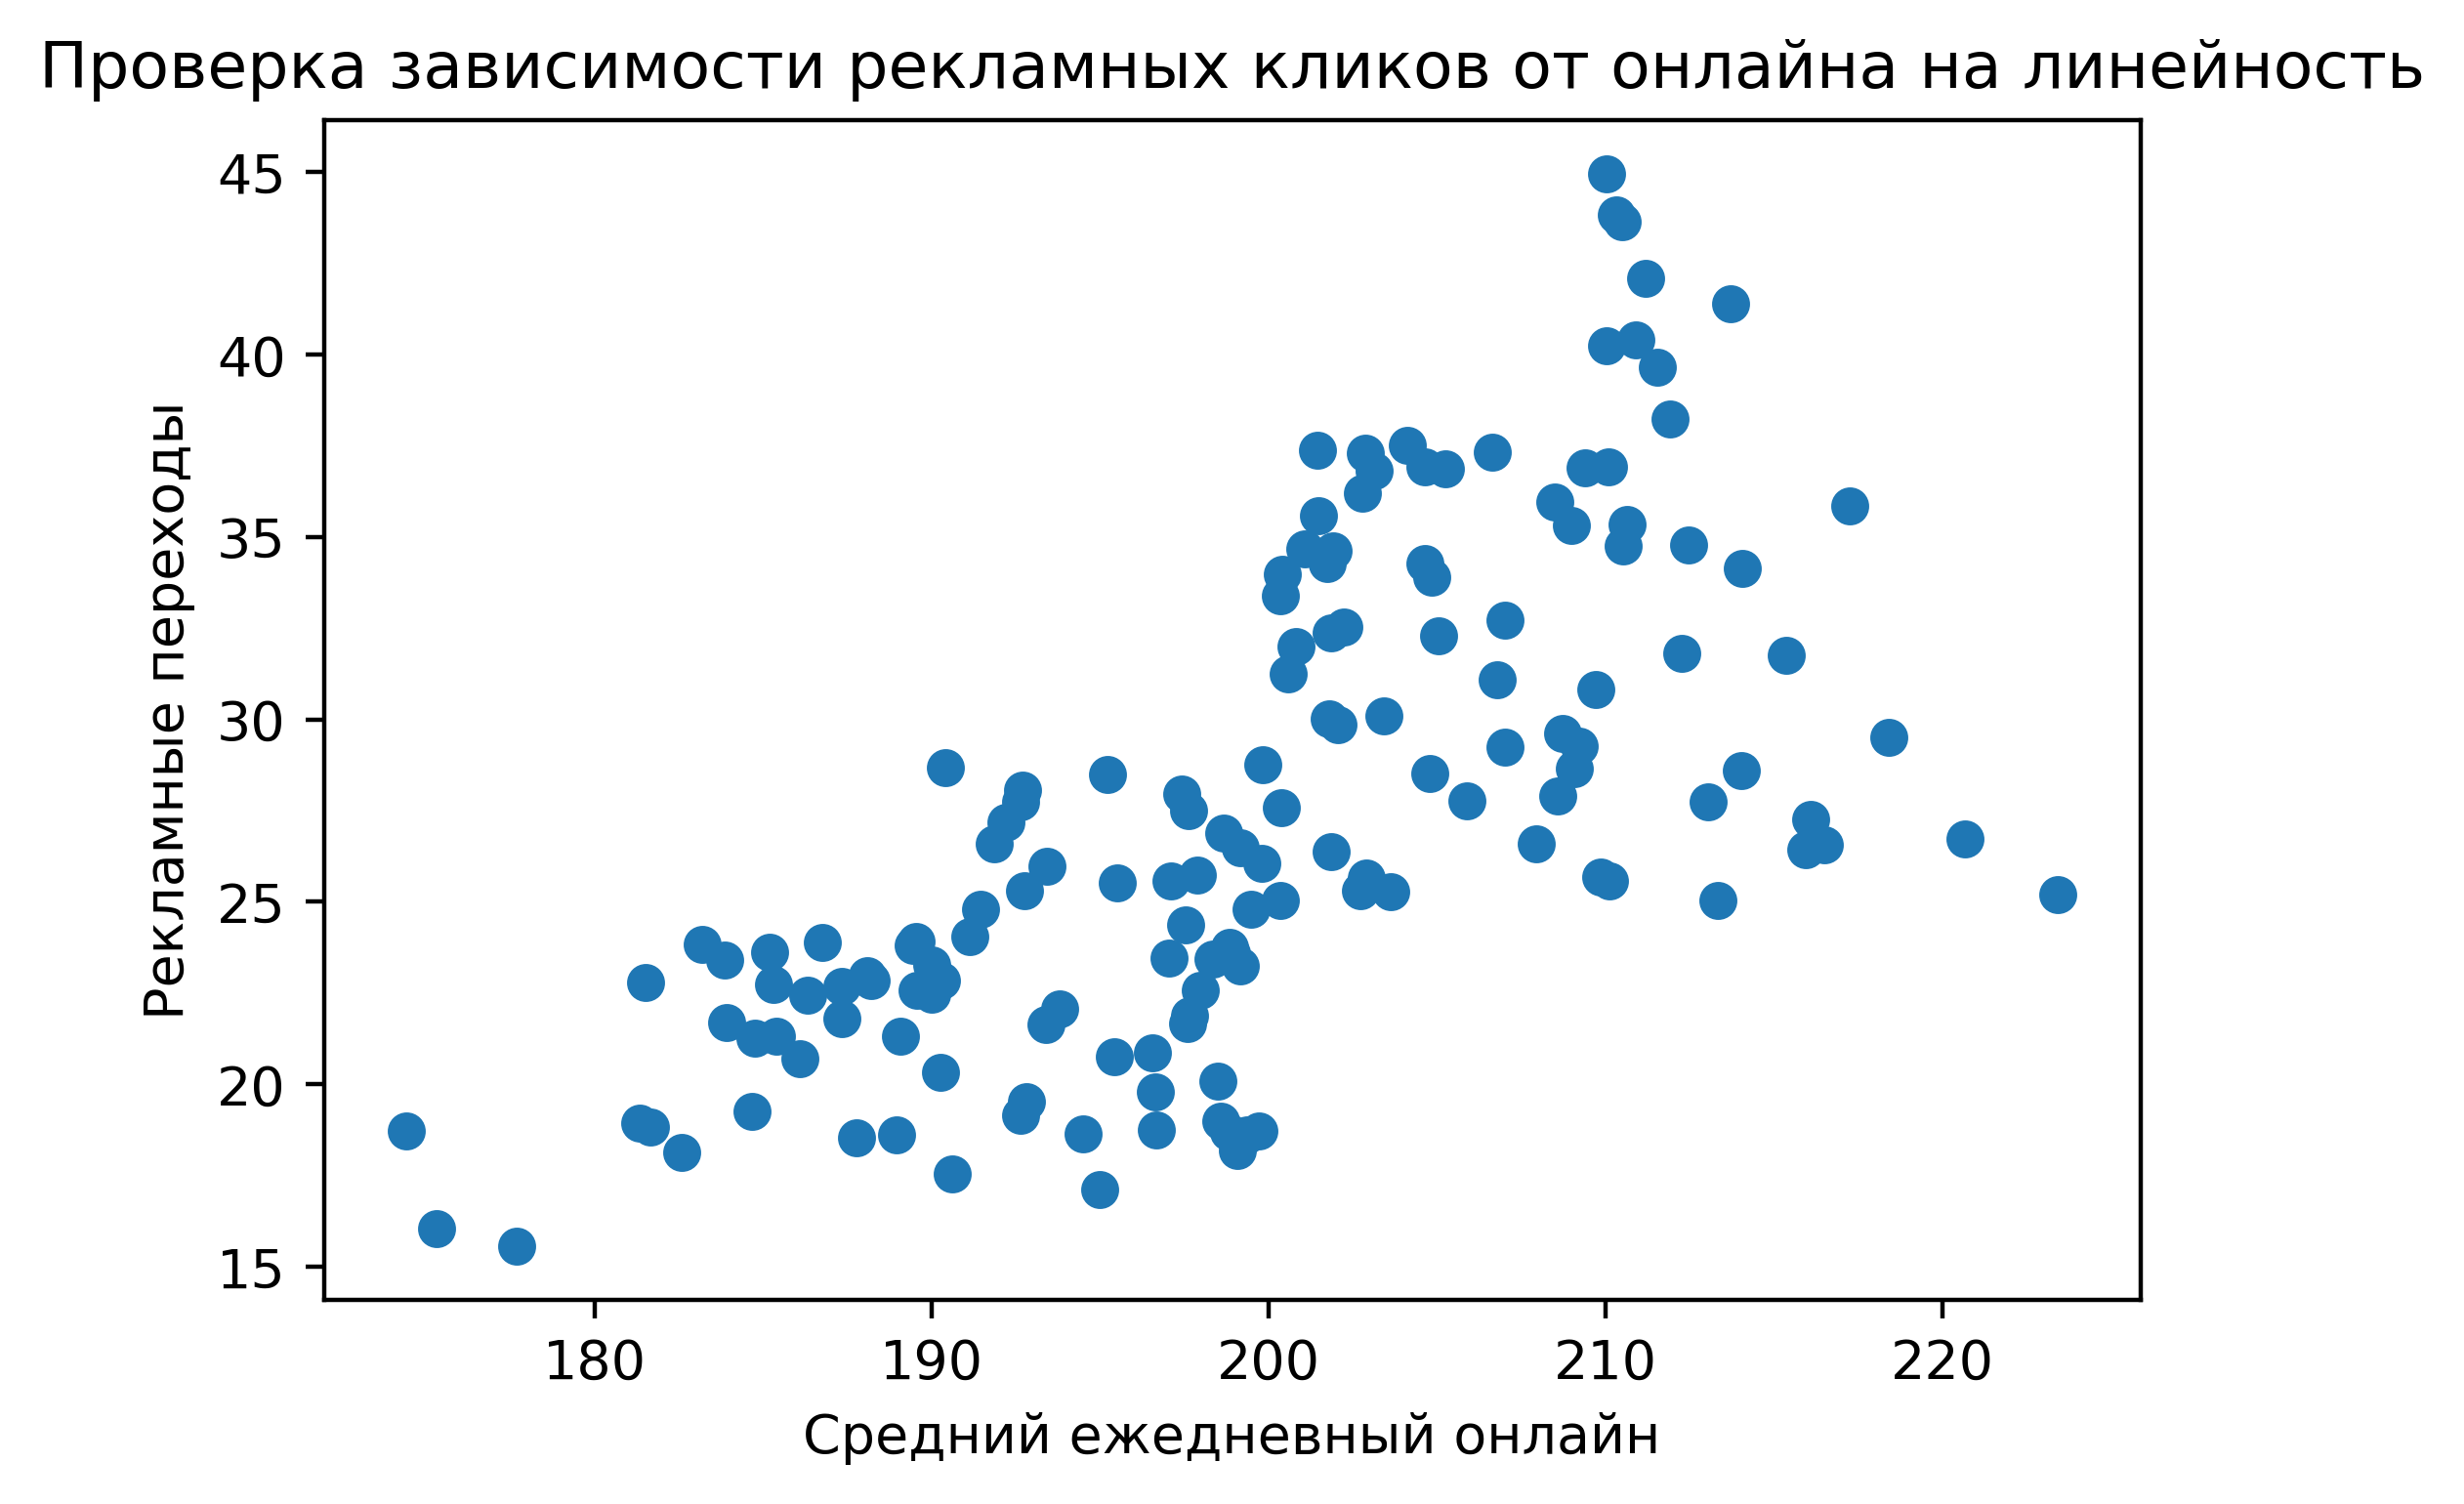 Проверка зависимости рекламных кликов от онлайна на линейность
Рекламные переходы
45
40
35
30
25
20
15
180 190 200 210 220
Средний ежедневный онлайн